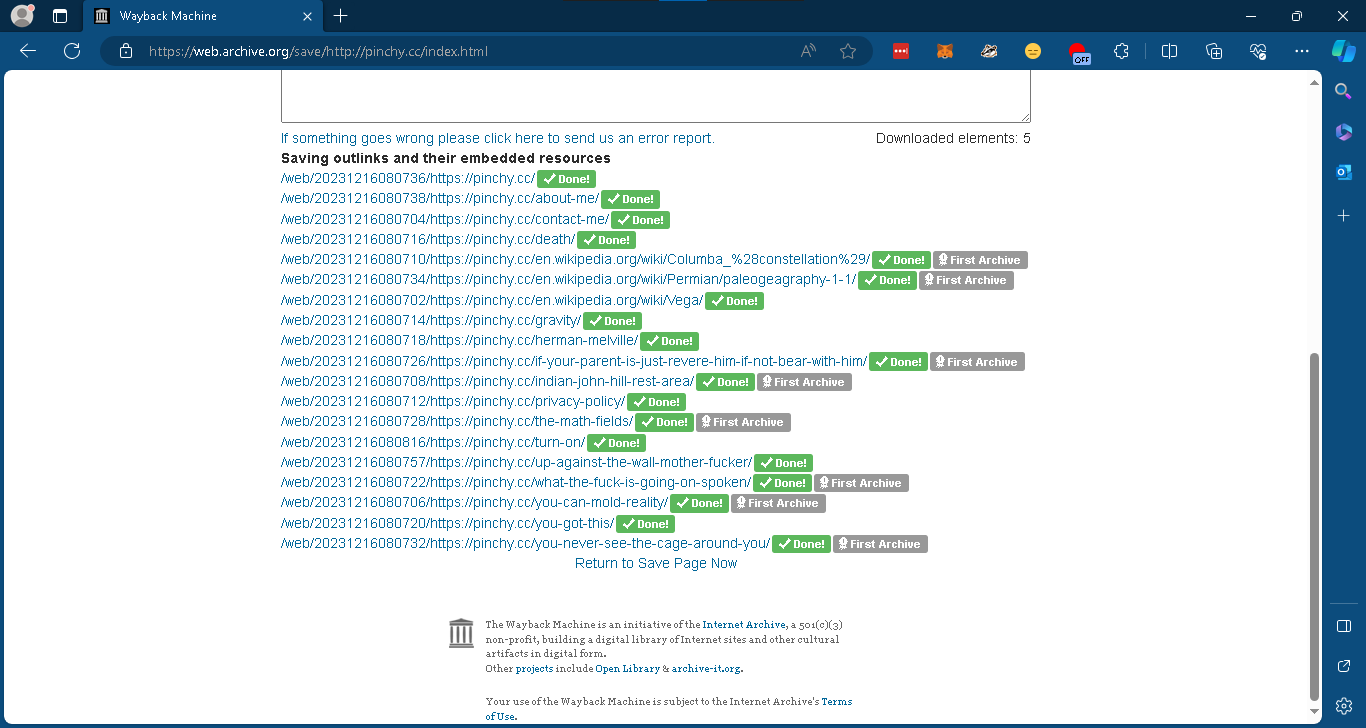 Wayback Machine
https://web.archive.org/save/http://pinchy.cc/index.html
OFF
If something goes wrong please click here to send us an error report. Downloaded elements: 5
Saving outlinks and their embedded resources
/web/20231216080736/https://pinchy.cc/ Done!
/web/20231216080738/https://pinchy.cc/about-me/ Done!
/web/20231216080704/https://pinchy.cc/contact-me/ Done!
/web/20231216080716/https://pinchy.cc/death/ Done!
/web/20231216080710/https://pinchy.cc/en.wikipedia.org/wiki/Columba_%28constellation%29/ Done! First Archive
/web/20231216080734/https://pinchy.cc/en.wikipedia.org/wiki/Permian/paleogeagraphy-1-1/ Done! First Archive
/web/20231216080702/https://pinchy.cc/en.wikipedia.org/wiki/Vega/ Done!
/web/20231216080714/https://pinchy.cc/gravity/ Done!
/web/20231216080718/https://pinchy.cc/herman-melville/ Done!
/web/20231216080726/https://pinchy.cc/if-your-parent-is-just-revere-him-if-not-bear-with-him/ Done! First Archive
/web/20231216080708/https://pinchy.cc/indian-john-hill-rest-area/ Done! First Archive
/web/20231216080712/https://pinchy.cc/privacy-policy/ Done!
/web/20231216080728/https://pinchy.cc/the-math-fields/ Done! First Archive
/web/20231216080816/https://pinchy.cc/turn-on/ Done!
/web/20231216080757/https://pinchy.cc/up-against-the-wall-mother-fucker/ Done!
/web/20231216080722/https://pinchy.cc/what-the-fuck-is-going-on-spoken/ Done! First Archive
/web/20231216080706/https://pinchy.cc/you-can-mold-reality/ Done! First Archive
/web/20231216080720/https://pinchy.cc/you-got-this/ Done!
/web/20231216080732/https://pinchy.cc/you-never-see-the-cage-around-you/ Done! First Archive
Return to Save Page Now
The Wayback Machine is an initiative of the Internet Archive, a 501(c)(3)
non-profit, building a digital library of Internet sites and other cultural
artifacts in digital form.
Other projects include Open Library & archive-it.org.
Your use of the Wayback Machine is subject to the Internet Archive's Terms
of Use.